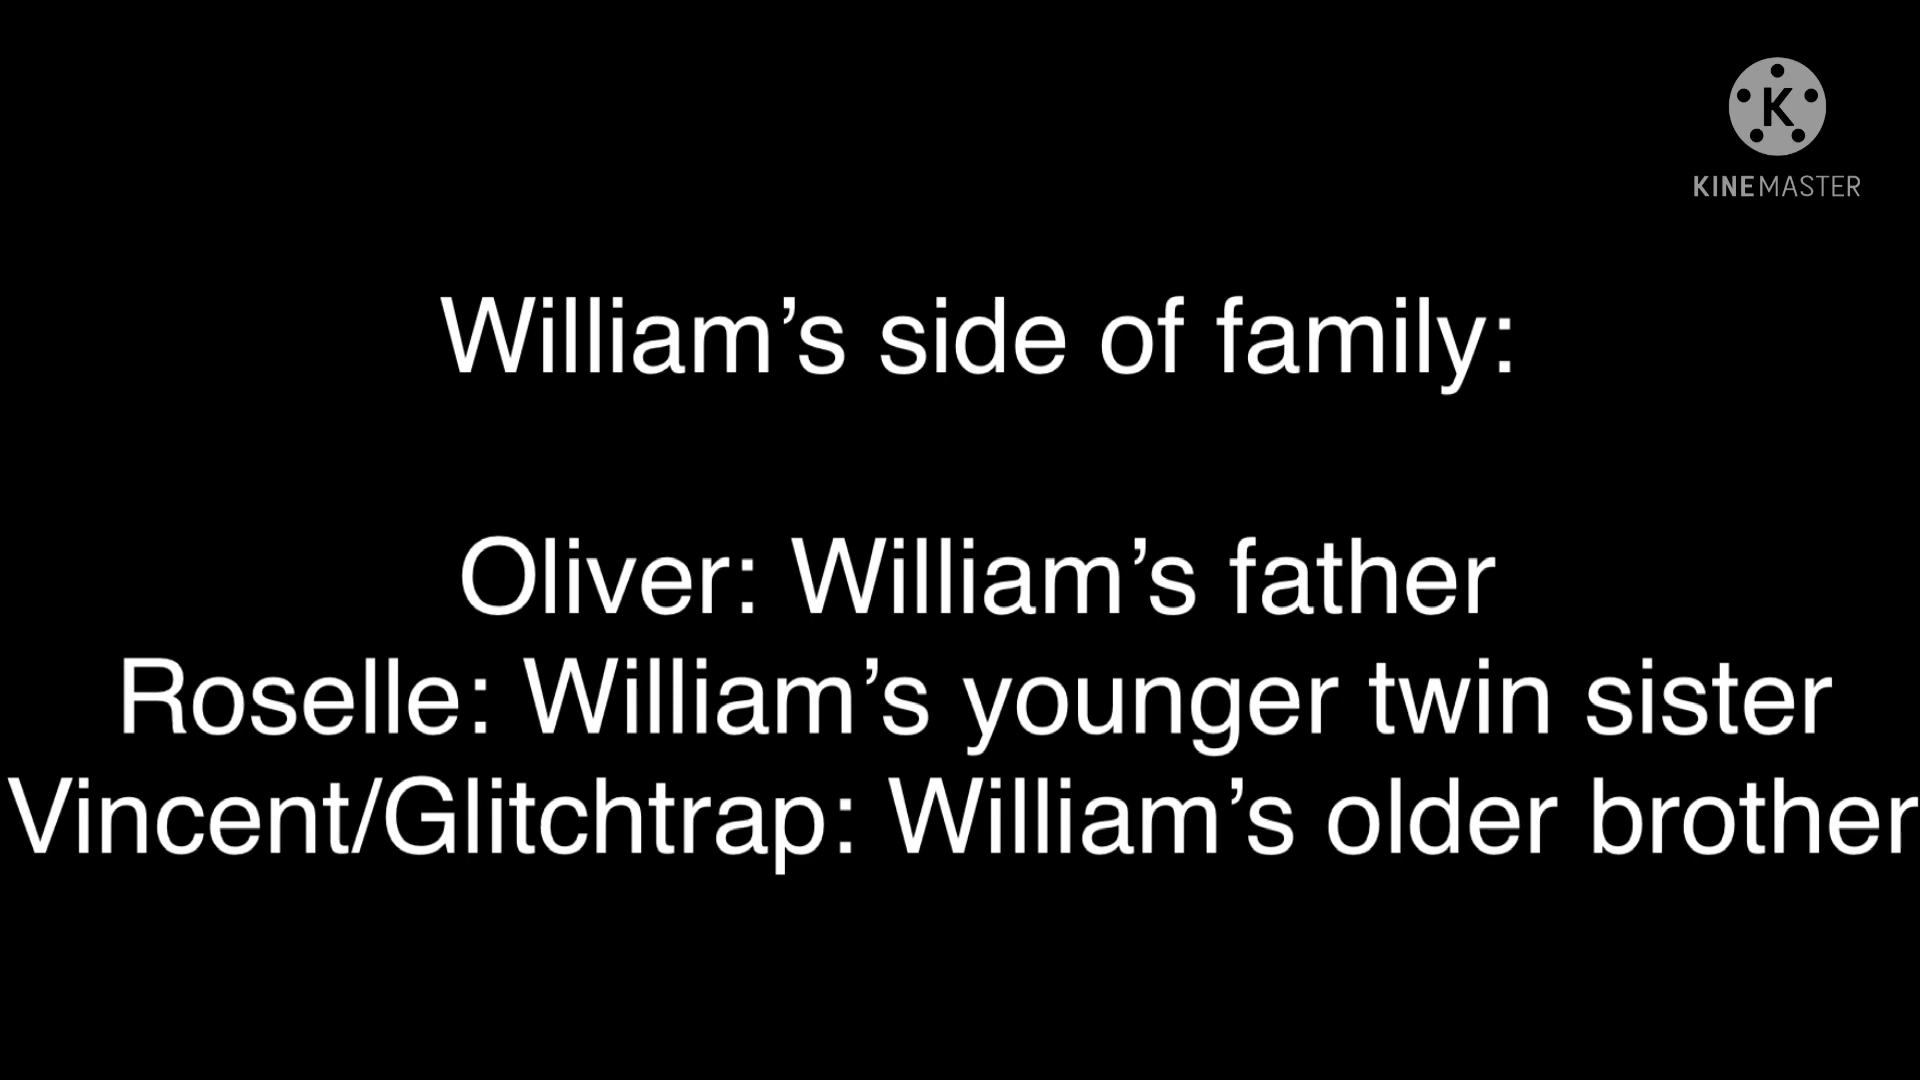 K
KINEMASTER
William’s side of family:
Oliver: William’s father
Roselle: William’s younger twin sister
Vincent/Glitchtrap: William’s older brother